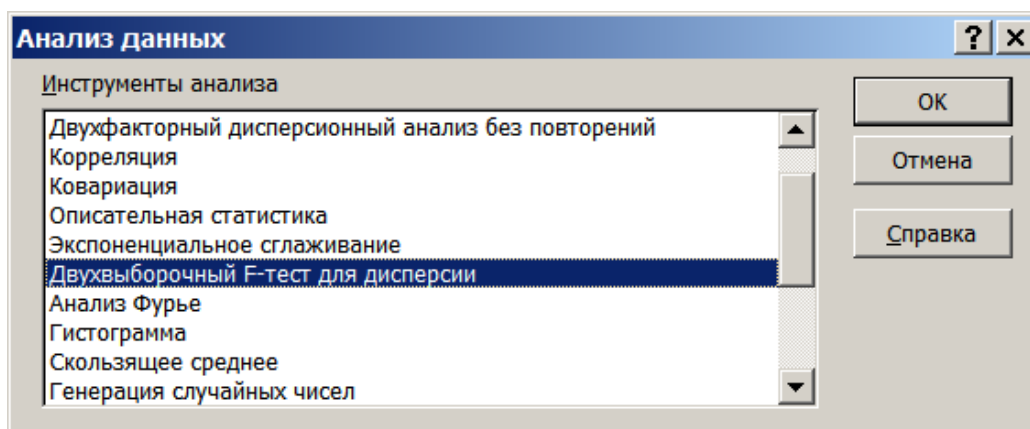 Анализ данных
? ×
Инструменты анализа
Двухфакторный дисперсионный анализ без повторений
Корреляция
Ковариация
Описательная статистика
Экспоненциальное сглаживание
Двухвыборочный F-тест для дисперсии
Анализ Фурье
Гистограмма
Скользящее среднее
Генерация случайных чисел
OK
Отмена
Справка